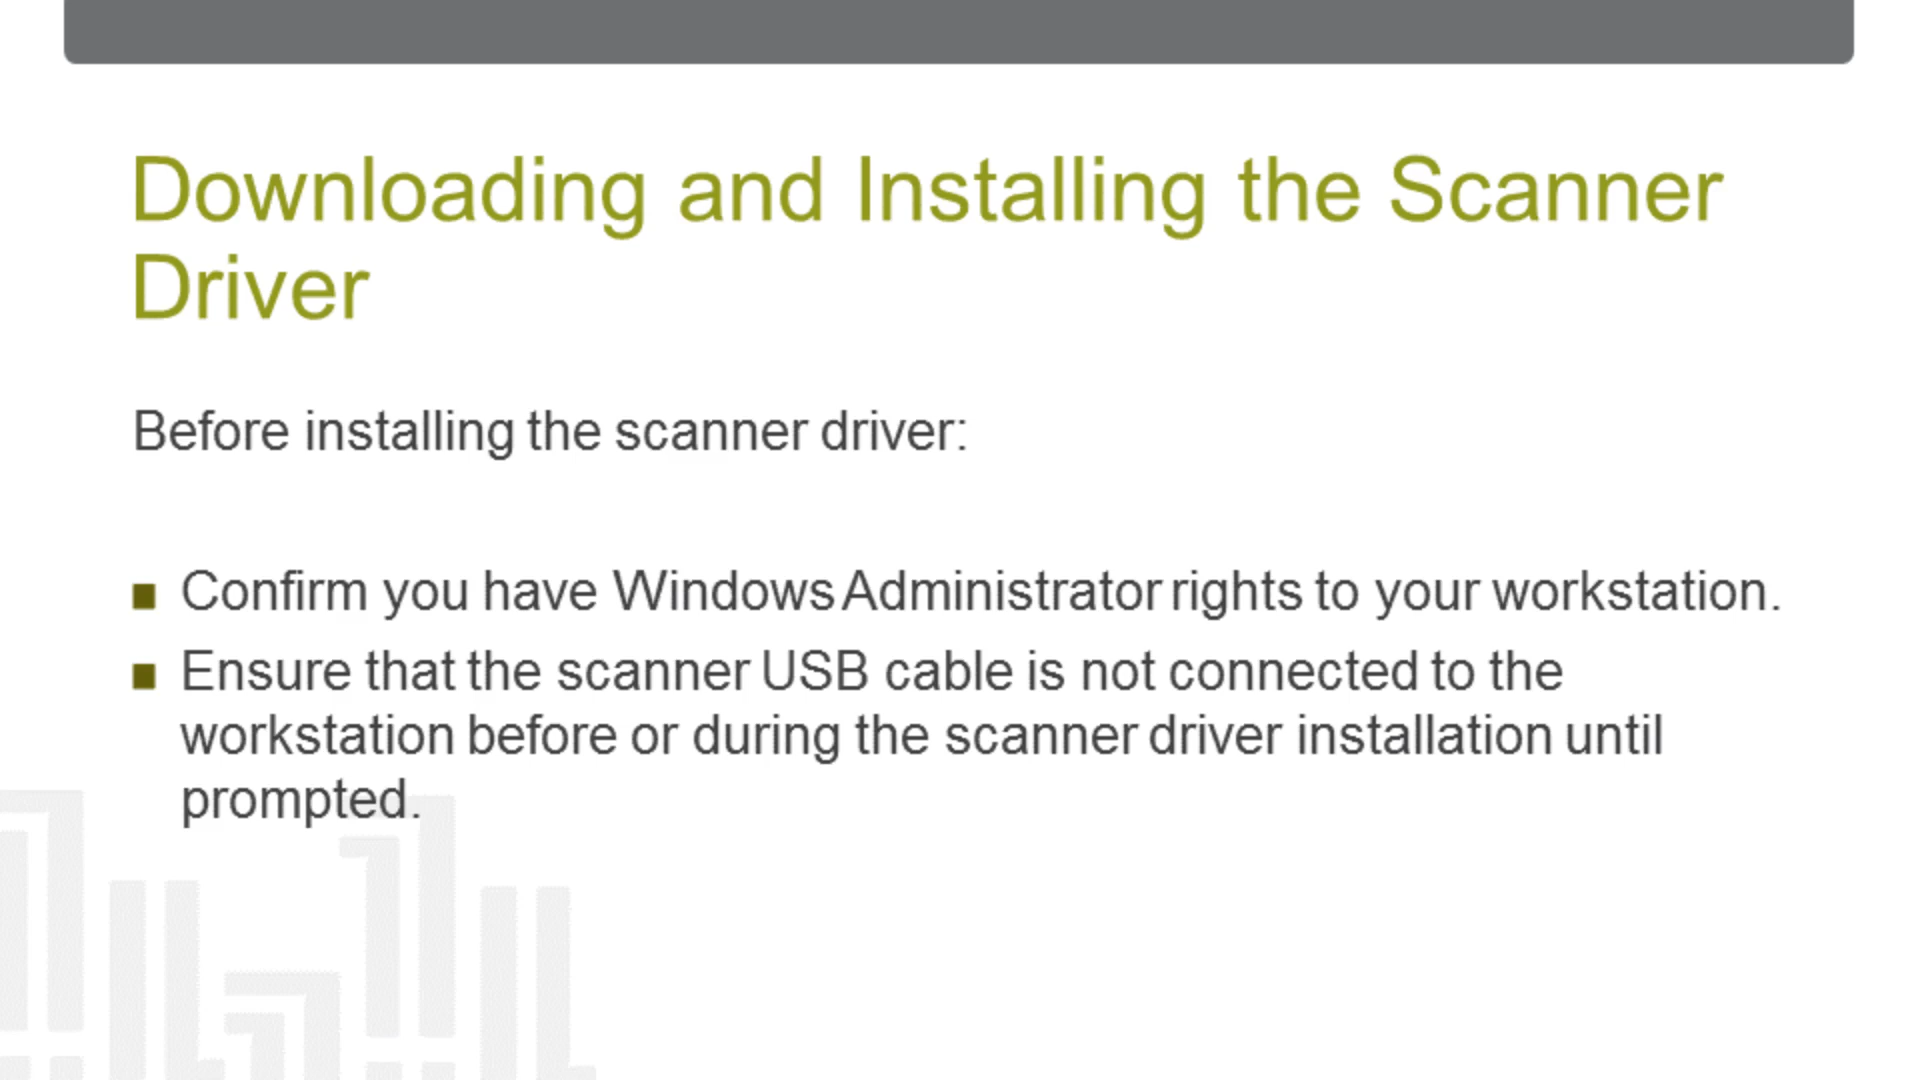 Downloading and Installing the Scanner
Driver
Before installing the scanner driver:
■ Confirm you have Windows Administrator rights to your workstation.
■ Ensure that the scanner USB cable is not connected to the
workstation before or during the scanner driver installation until
prompted.